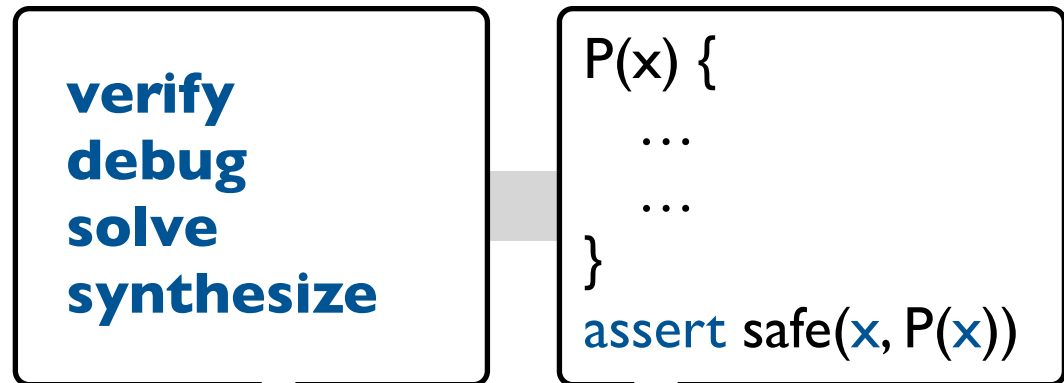 verify
debug
solve
synthesize
P(x) {
…
…
}
assert safe(x, P(x))